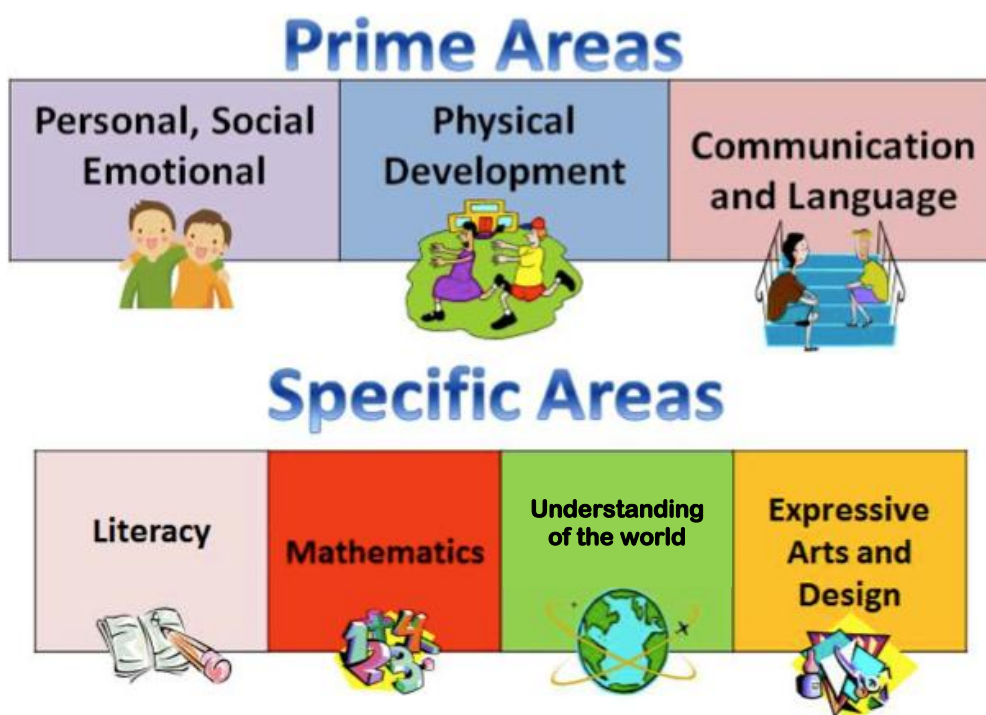 Prime Areas
Personal, Social
Emotional
Physical
Development
Communication
and Language
Specific Areas
Literacy
Mathematics
Understanding
of the world
Expressive
Arts and
Design